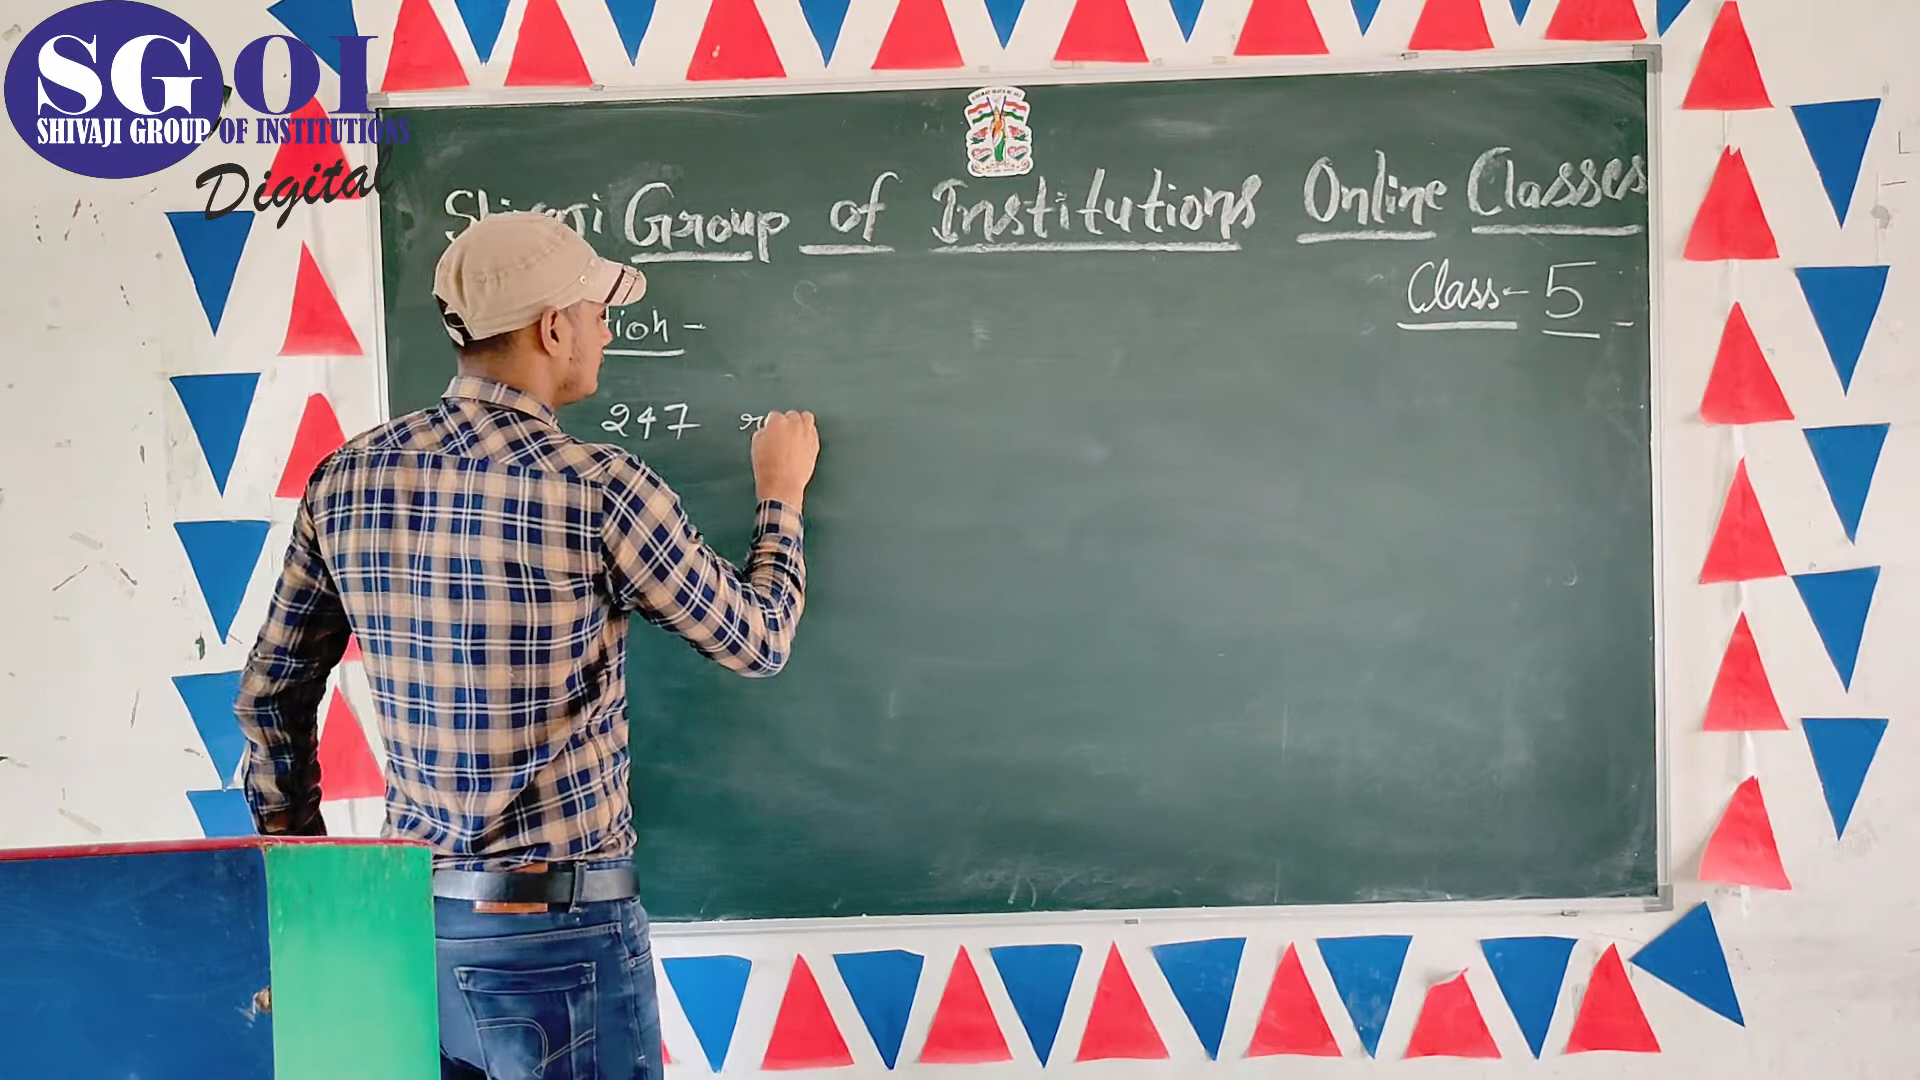 SGOI
SHIVAJI GROUP OF INSTITUTIONS
Digital
Group of Institutions Online Classes
Class - 5
247